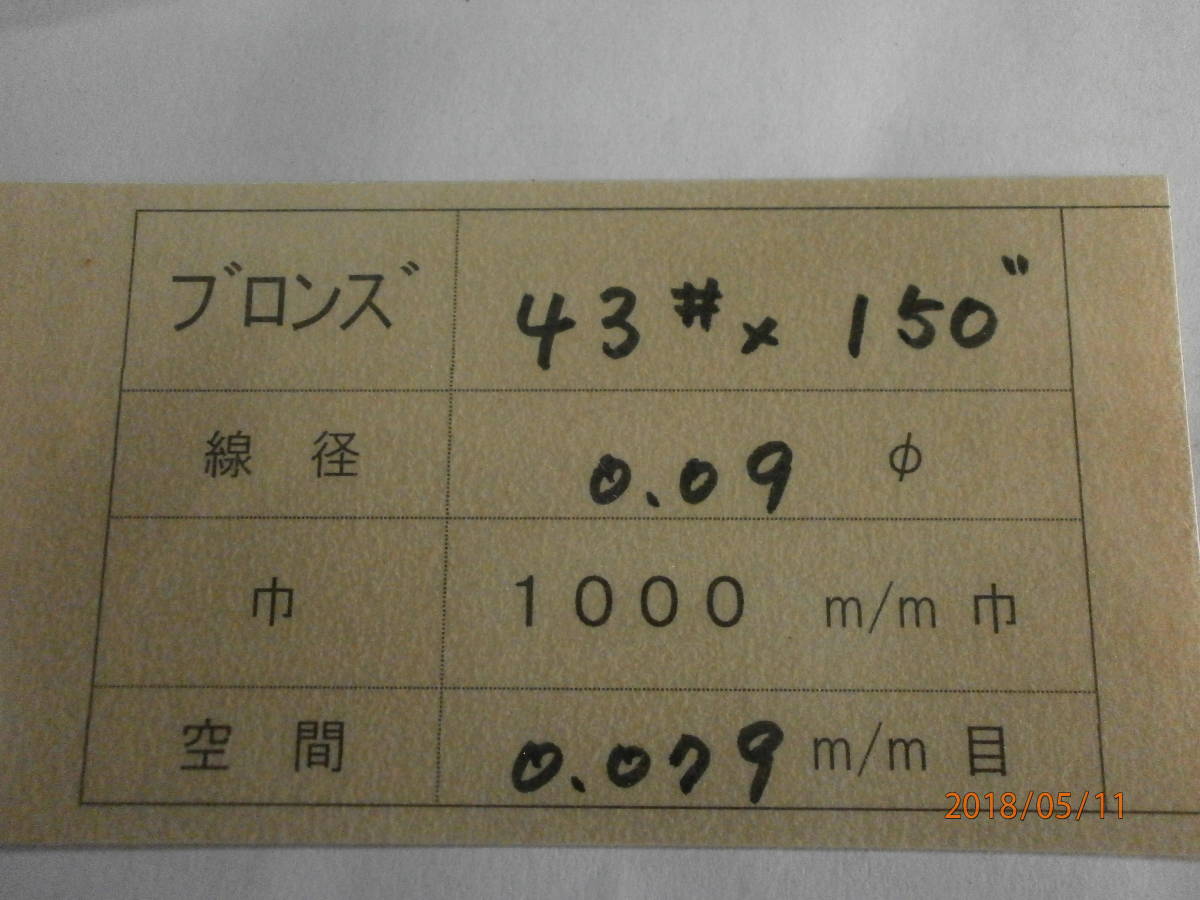 ブロンズ 43# x 150"
線 径 0.09 φ
巾 1000 m/m 巾
空 間 0.079 m/m 目
2018/05/11